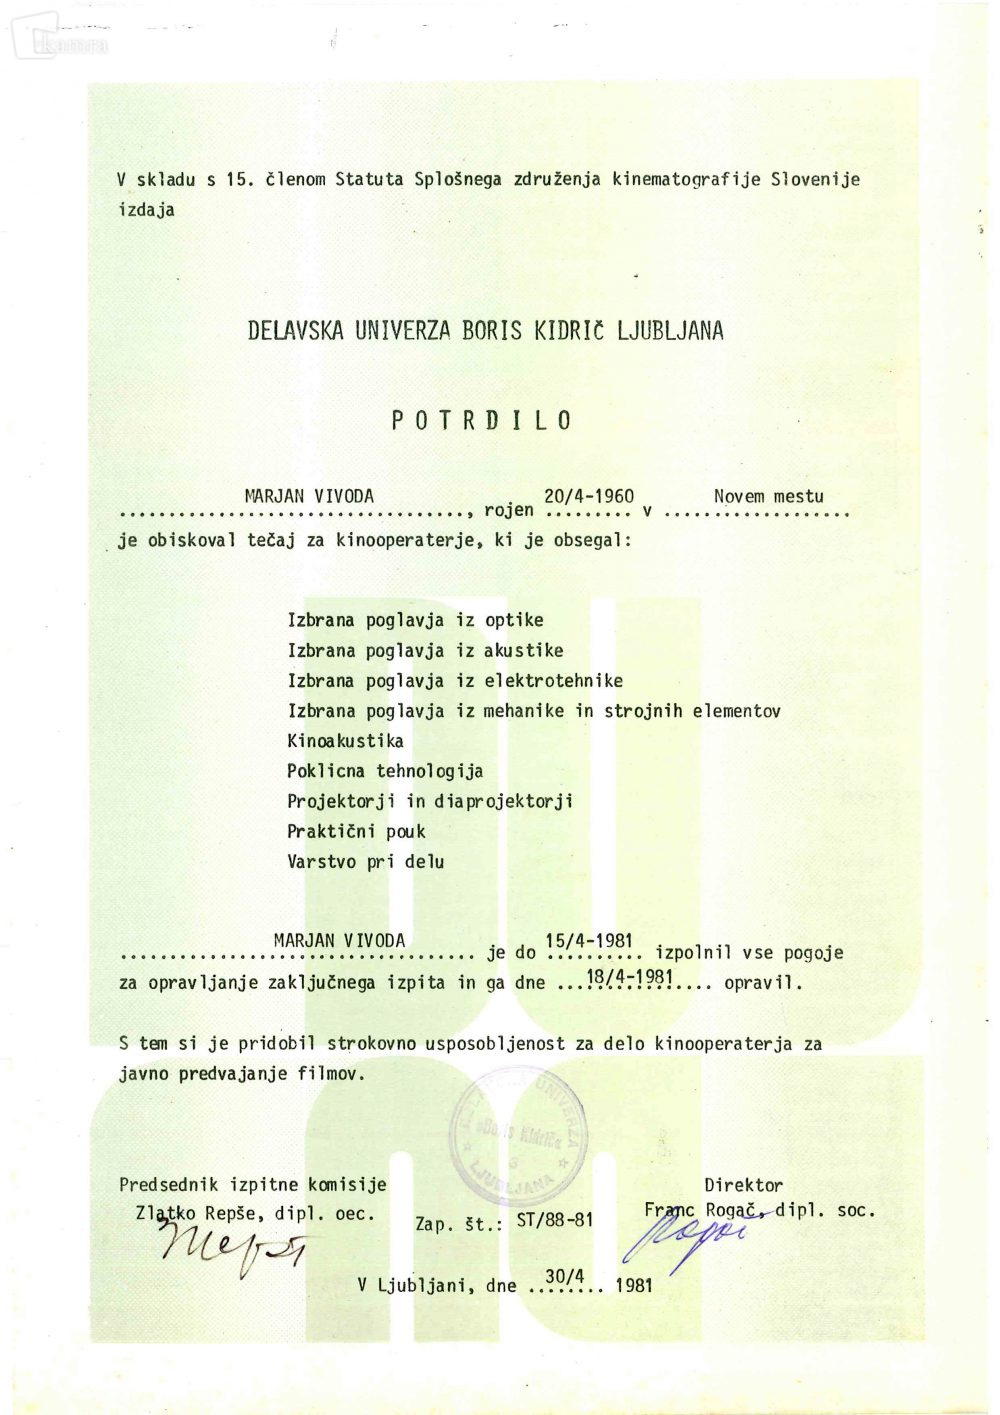 kamra
V skladu s 15. členom Statuta Splošnega združenja kinematografije Slovenije
izdaja
DELAVSKA UNIVERZA BORIS KIDRIČ LJUBLJANA
POTRDILO
MARJAN VIVODA, rojen 20/4-1960 v Novem mestu
je obiskoval tečaj za kinooperaterje, ki je obsegal:
Izbrana poglavja iz optike
Izbrana poglavja iz akustike
Izbrana poglavja iz elektrotehnike
Izbrana poglavja iz mehanike in strojnih elementov
Kinoakustika
Poklicna tehnologija
Projektorji in diaprojektorji
Praktični pouk
Varstvo pri delu
MARJAN VIVODA je do 15/4-1981 izpolnil vse pogoje
za opravljanje zaključnega izpita in ga dne 18/4-1981 opravil.
S tem si je pridobil strokovno usposobljenost za delo kinooperaterja za
javno predvajanje filmov.
UNIVERZA
"Boris Kidrič"
LJUBLJANA
Predsednik izpitne komisije
Zlatko Repše, dipl. oec.
Zap. št.: ST/88-81
Direktor
Franc Rogač, dipl. soc.
V Ljubljani, dne 30/4 1981